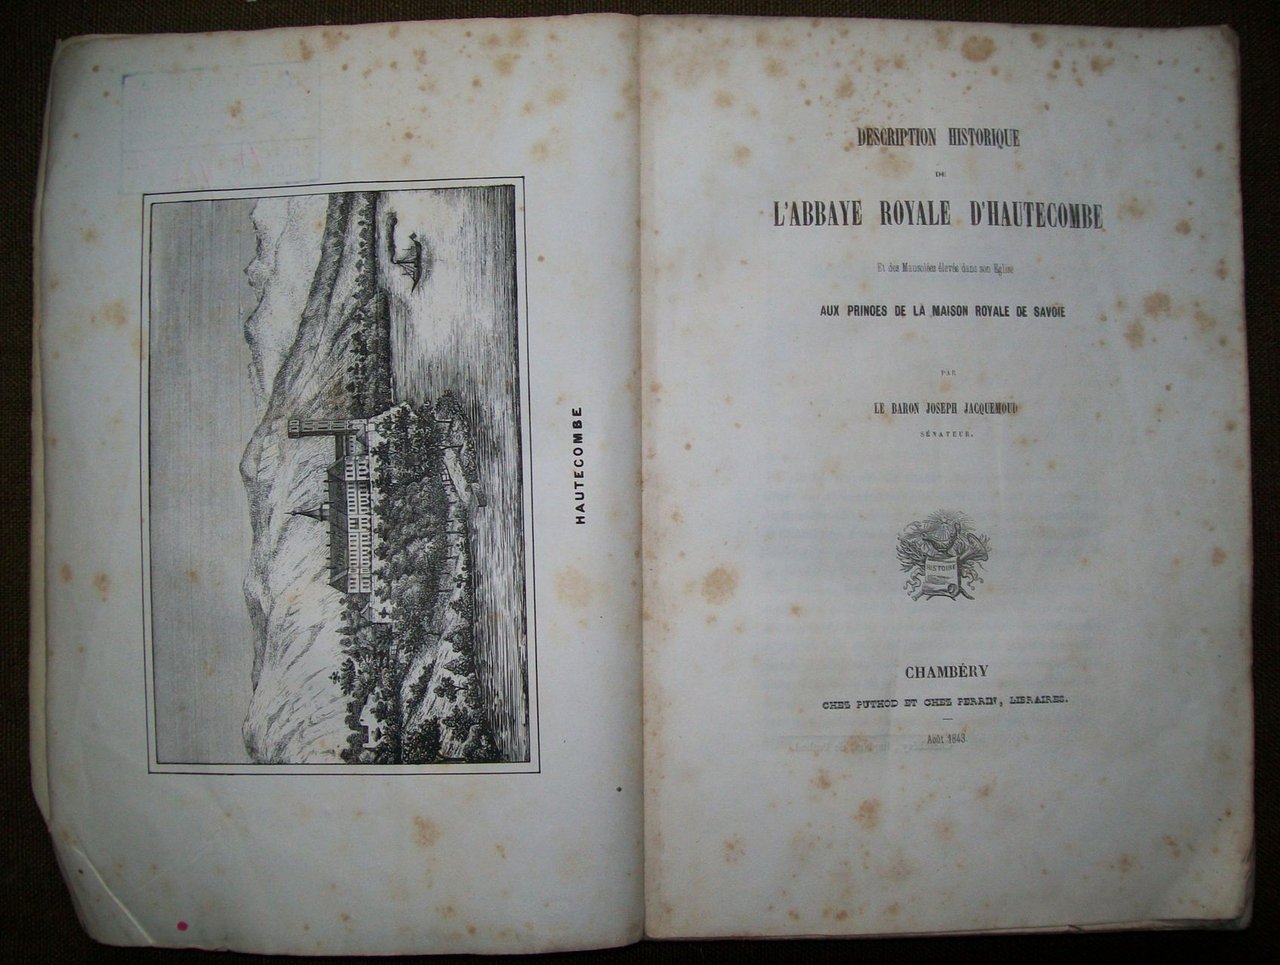 HAUTECOMBE
DESCRIPTION HISTORIQUE
DE
L'ABBAYE ROYALE D'HAUTECOMBE
Et des Mausolées élevés dans son Eglise
AUX PRINCES DE LA MAISON ROYALE DE SAVOIE
PAR
LE BARON JOSEPH JACQUEMOUD
SÉNATEUR.
HISTOIRE
CHAMBÉRY
CHEZ PUTHOD ET CHEZ PERRIN, LIBRAIRES.
Août 1843